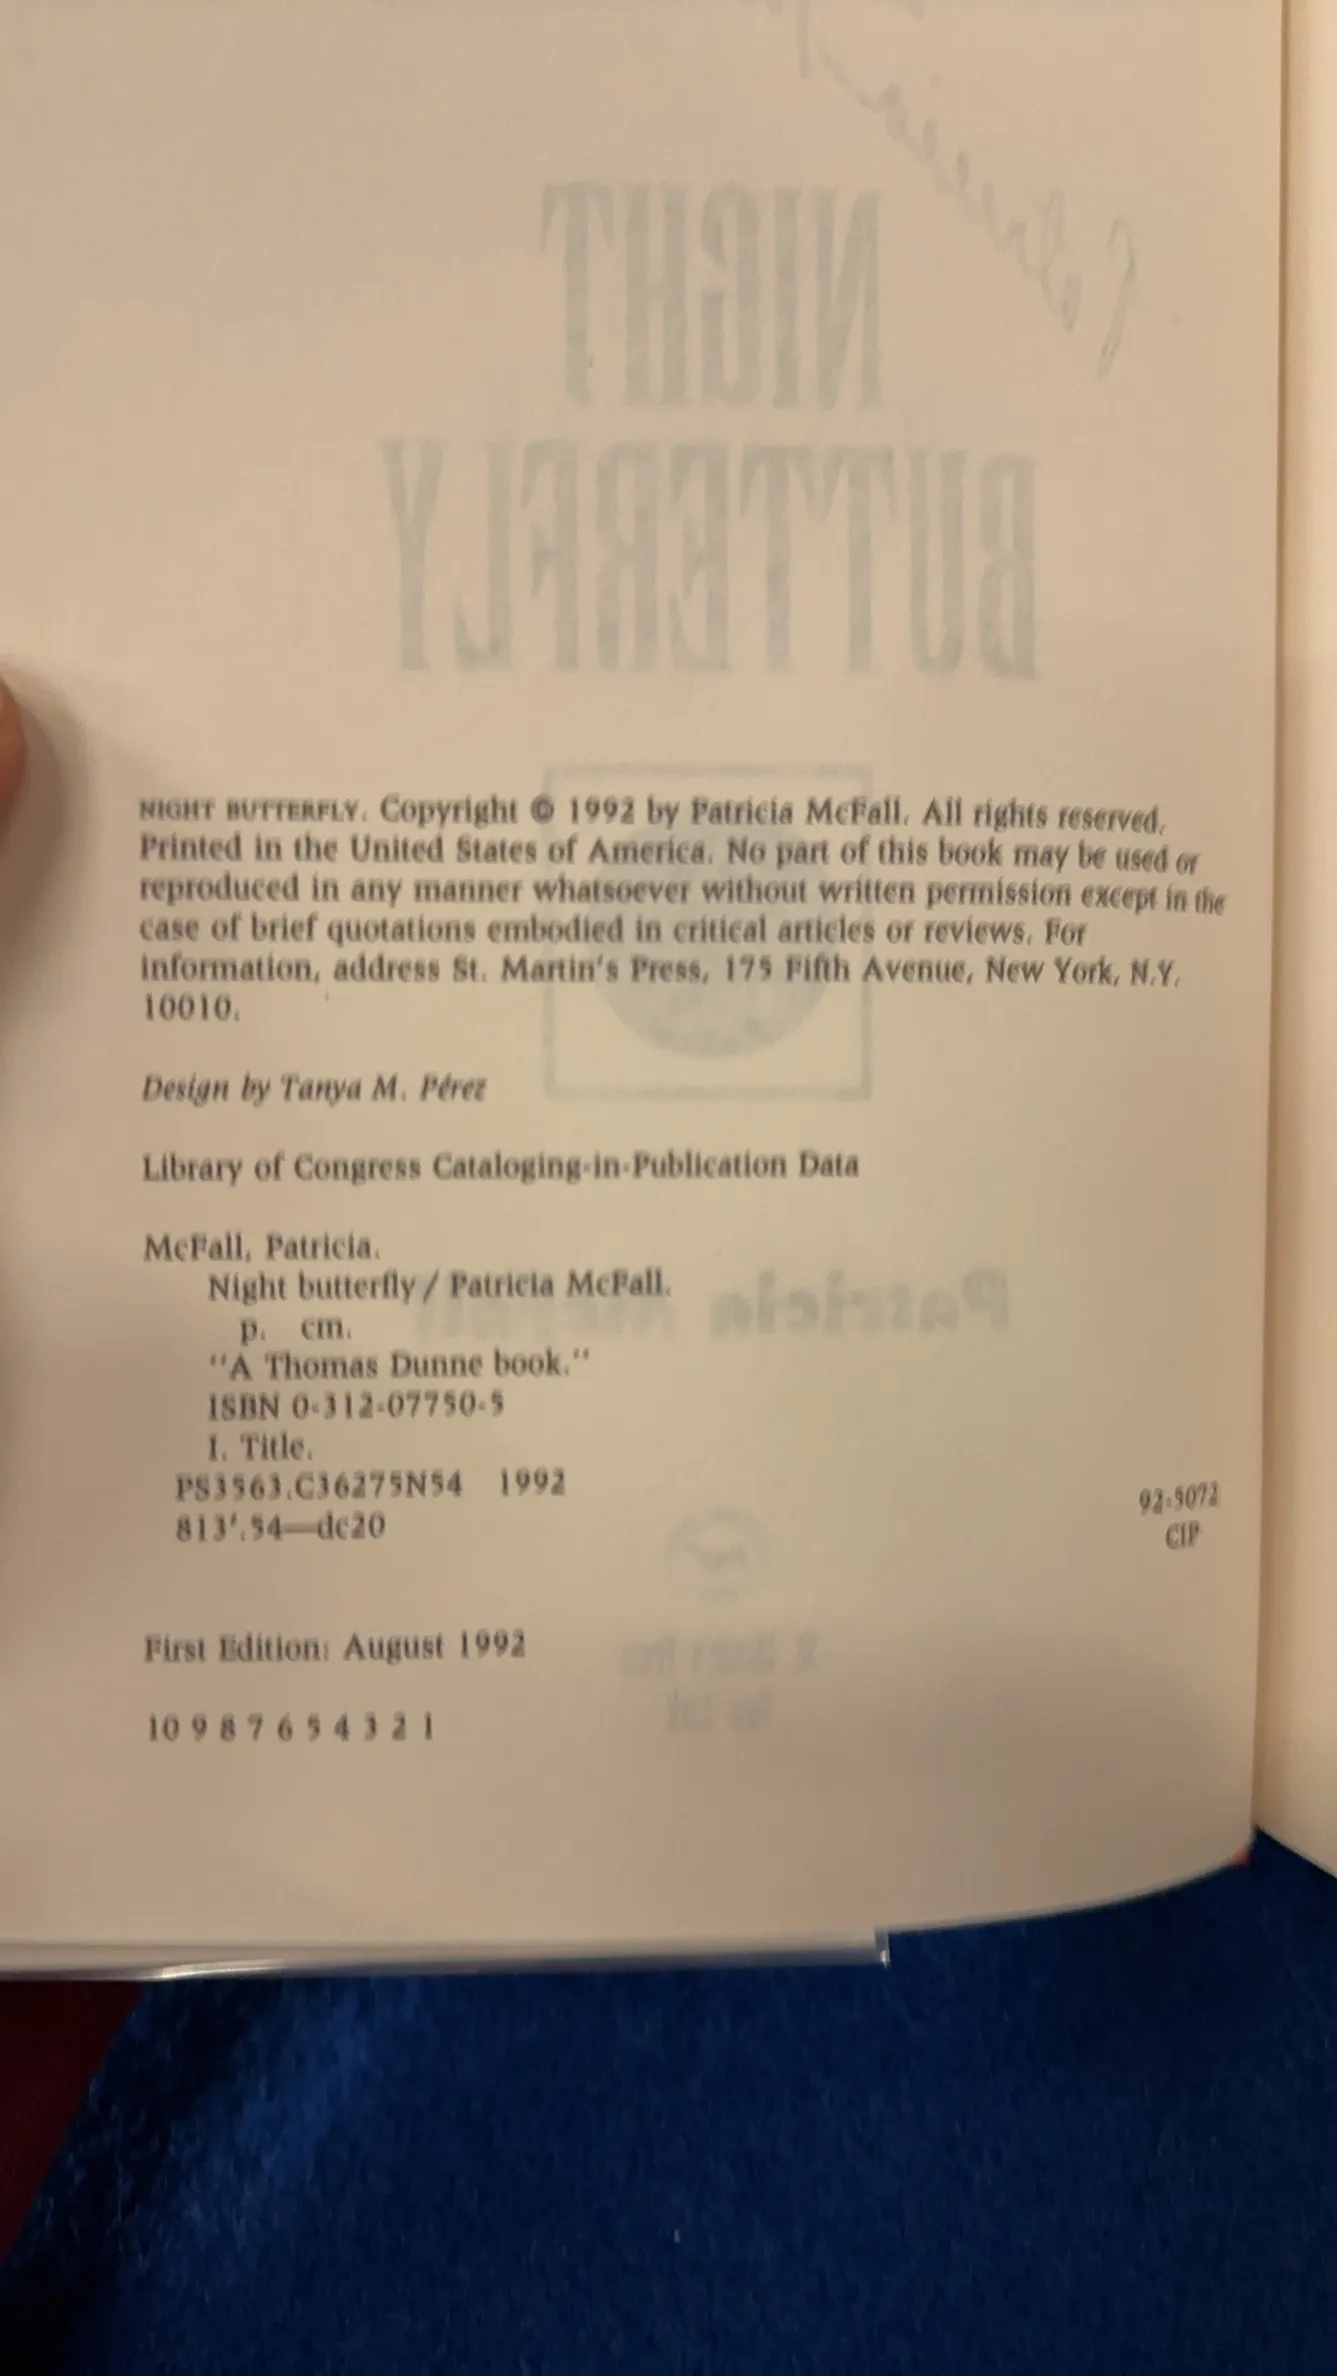 NIGHT
BUTTERFLY
NIGHT BUTTERFLY. Copyright © 1992 by Patricia McFall. All rights reserved.
Printed in the United States of America. No part of this book may be used or
reproduced in any manner whatsoever without written permission except in the
case of brief quotations embodied in critical articles or reviews. For
information, address St. Martin's Press, 175 Fifth Avenue, New York, N.Y.
10010.
Design by Tanya M. Pérez
Library of Congress Cataloging-in-Publication Data
McFall, Patricia.
Night butterfly / Patricia McFall.
p. cm.
"A Thomas Dunne book."
ISBN 0-312-07750-5
I. Title.
PS3563.C36275N54 1992
813'.54—dc20
92-5072
CIP
First Edition: August 1992
10 9 8 7 6 5 4 3 2 1